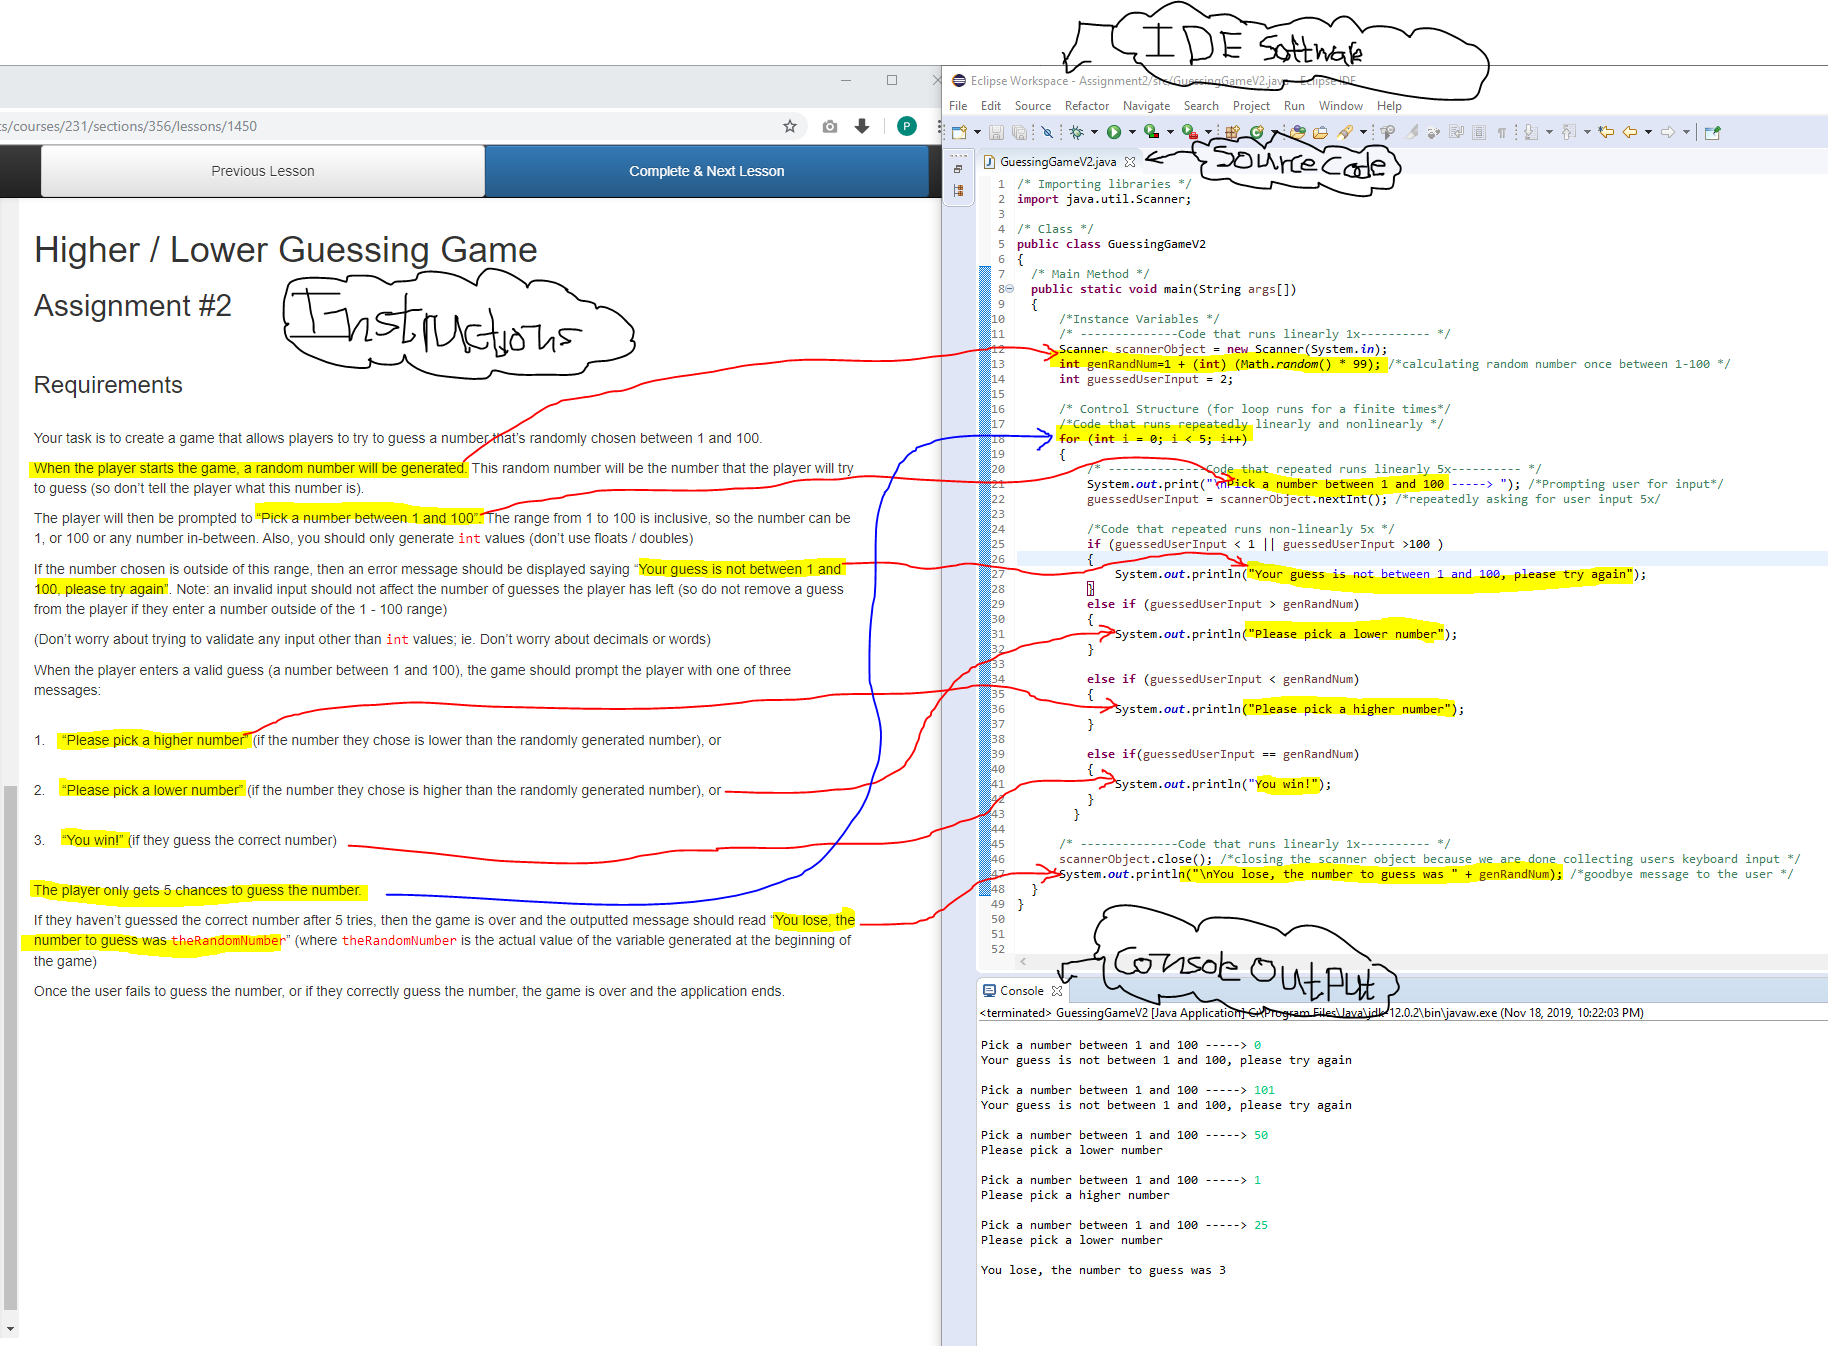 IDE Software
Eclipse Workspace - Assignment2/src/GuessingGameV2.java - Eclipse IDE
File Edit Source Refactor Navigate Search Project Run Window Help
ts/courses/231/sections/356/lessons/1450
P
Previous Lesson
Complete & Next Lesson
Higher / Lower Guessing Game
Assignment #2
Instructions
Requirements
Your task is to create a game that allows players to try to guess a number that's randomly chosen between 1 and 100.
When the player starts the game, a random number will be generated. This random number will be the number that the player will try
to guess (so don't tell the player what this number is).
The player will then be prompted to “Pick a number between 1 and 100”. The range from 1 to 100 is inclusive, so the number can be
1, or 100 or any number in-between. Also, you should only generate int values (don't use floats / doubles)
If the number chosen is outside of this range, then an error message should be displayed saying “Your guess is not between 1 and
100, please try again”. Note: an invalid input should not affect the number of guesses the player has left (so do not remove a guess
from the player if they enter a number outside of the 1 - 100 range)
(Don't worry about trying to validate any input other than int values; ie. Don't worry about decimals or words)
When the player enters a valid guess (a number between 1 and 100), the game should prompt the player with one of three
messages:
1. “Please pick a higher number” (if the number they chose is lower than the randomly generated number), or
2. “Please pick a lower number” (if the number they chose is higher than the randomly generated number), or
3. “You win!” (if they guess the correct number)
The player only gets 5 chances to guess the number.
If they haven't guessed the correct number after 5 tries, then the game is over and the outputted message should read “You lose, the
number to guess was theRandomNumber” (where theRandomNumber is the actual value of the variable generated at the beginning of
the game)
Once the user fails to guess the number, or if they correctly guess the number, the game is over and the application ends.
GuessingGameV2.java
Source Code
1 /* Importing libraries */
2 import java.util.Scanner;
3
4 /* Class */
5 public class GuessingGameV2
6 {
7 /* Main Method */
8 public static void main(String args[])
9 {
10 /*Instance Variables */
11 /* --------------Code that runs linearly 1x---------- */
12 Scanner scannerObject = new Scanner(System.in);
13 int genRandNum=1 + (int) (Math.random() * 99); /*calculating random number once between 1-100 */
14 int guessedUserInput = 2;
15
16 /* Control Structure (for loop runs for a finite times*/
17 /*Code that runs repeatedly linearly and nonlinearly */
18 for (int i = 0; i < 5; i++)
19 {
20 /* --------------Code that repeated runs linearly 5x---------- */
21 System.out.print("\nPick a number between 1 and 100 -----> "); /*Prompting user for input*/
22 guessedUserInput = scannerObject.nextInt(); /*repeatedly asking for user input 5x/
23
24 /*Code that repeated runs non-linearly 5x */
25 if (guessedUserInput < 1 || guessedUserInput >100 )
26 {
27 System.out.println("Your guess is not between 1 and 100, please try again");
28 }
29 else if (guessedUserInput > genRandNum)
30 {
31 System.out.println("Please pick a lower number");
32 }
33
34 else if (guessedUserInput < genRandNum)
35 {
36 System.out.println("Please pick a higher number");
37 }
38
39 else if(guessedUserInput == genRandNum)
40 {
41 System.out.println("You win!");
42 }
43 }
44
45 /* --------------Code that runs linearly 1x---------- */
46 scannerObject.close(); /*closing the scanner object because we are done collecting users keyboard input */
47 System.out.println("\nYou lose, the number to guess was " + genRandNum); /*goodbye message to the user */
48 }
49 }
50
51
52
Console Output
Console
<terminated> GuessingGameV2 [Java Application] C:\Program Files\Java\jdk-12.0.2\bin\javaw.exe (Nov 18, 2019, 10:22:03 PM)
Pick a number between 1 and 100 -----> 0
Your guess is not between 1 and 100, please try again
Pick a number between 1 and 100 -----> 101
Your guess is not between 1 and 100, please try again
Pick a number between 1 and 100 -----> 50
Please pick a lower number
Pick a number between 1 and 100 -----> 1
Please pick a higher number
Pick a number between 1 and 100 -----> 25
Please pick a lower number
You lose, the number to guess was 3